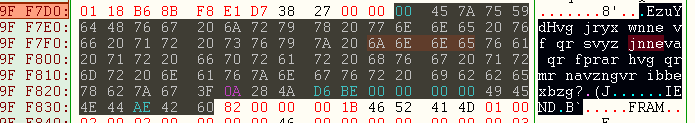 9F F7D0: 01 18 B6 8B F8 E1 D7 38 27 00 00 00 45 7A 75 59 .......8'...EzuY
9F F7E0: 64 48 76 67 20 6A 72 79 78 20 77 6E 6E 65 20 76 DHvg jryx wnne v
9F F7F0: 66 20 71 72 20 73 76 79 7A 20 6A 6E 6E 65 76 61 f qr svyz jnneva
9F F800: 20 71 72 20 66 70 72 61 72 20 68 76 67 20 71 72 qr fprar hvg qr
9F F810: 6D 72 20 6E 61 76 7A 6E 67 76 72 20 69 62 62 65 mr navzngvr ibbe
9F F820: 78 62 7A 67 3F 0A 28 4A D6 BE 00 00 00 00 49 45 xbzg?.(J......IE
9F F830: 4E 44 AE 42 60 82 00 00 00 1B 46 52 41 4D 01 00 ND.B`.....FRAM..